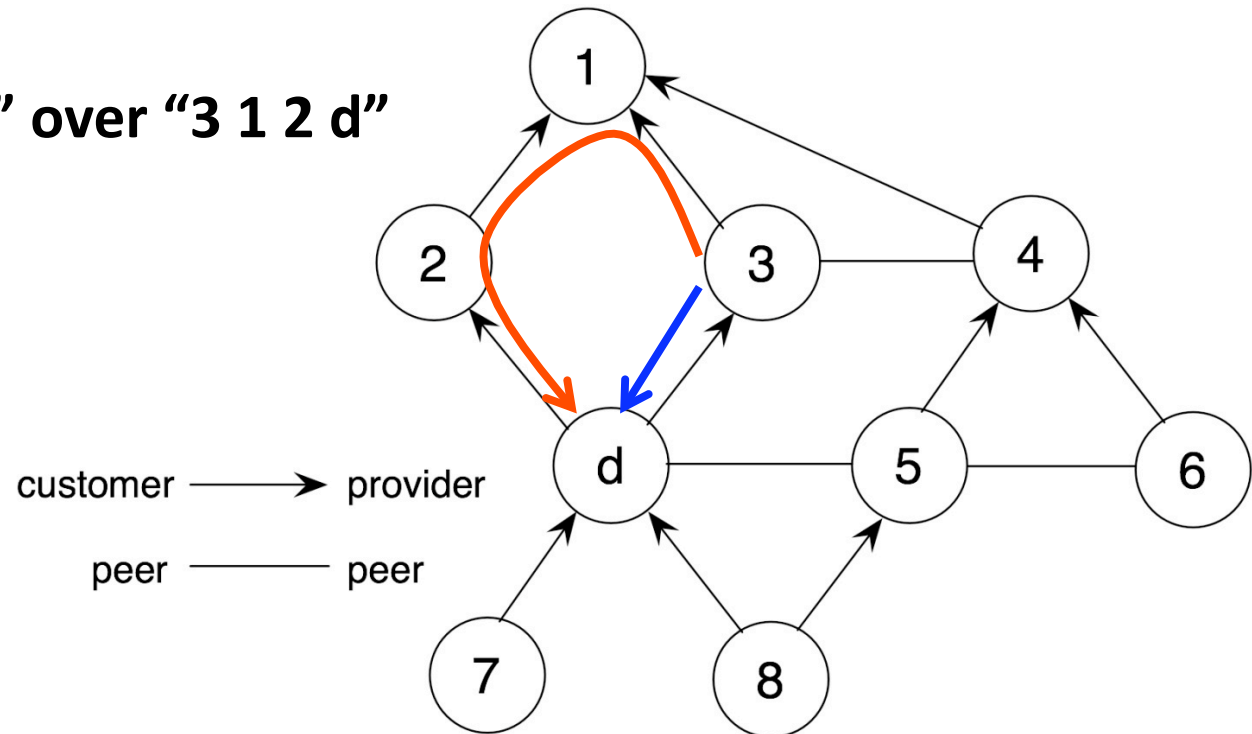 1
” over “3 1 2 d”
2
3
4
d
5
6
customer provider
peer peer
7
8